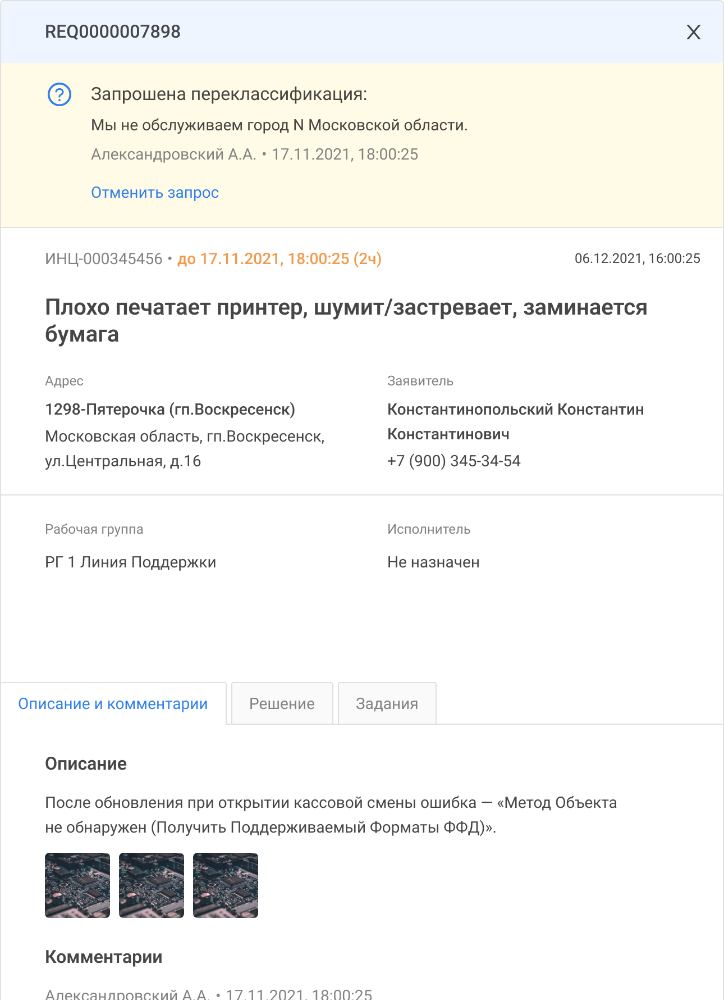 REQ0000007898
Запрошена переклассификация:
Мы не обслуживаем город N Московской области.
Александровский А.А. • 17.11.2021, 18:00:25
Отменить запрос
ИНЦ-000345456 • до 17.11.2021, 18:00:25 (2ч)
06.12.2021, 16:00:25
Плохо печатает принтер, шумит/застревает, заминается
бумага
Адрес
1298-Пятерочка (гп.Воскресенск)
Московская область, гп.Воскресенск,
ул.Центральная, д.16
Заявитель
Константинопольский Константин
Константинович
+7 (900) 345-34-54
Рабочая группа
РГ 1 Линия Поддержки
Исполнитель
Не назначен
Описание и комментарии
Решение
Задания
Описание
После обновления при открытии кассовой смены ошибка — «Метод Объекта
не обнаружен (Получить Поддерживаемый Форматы ФФД)».
Комментарии
Александровский А.А. • 17.11.2021, 18:00:25